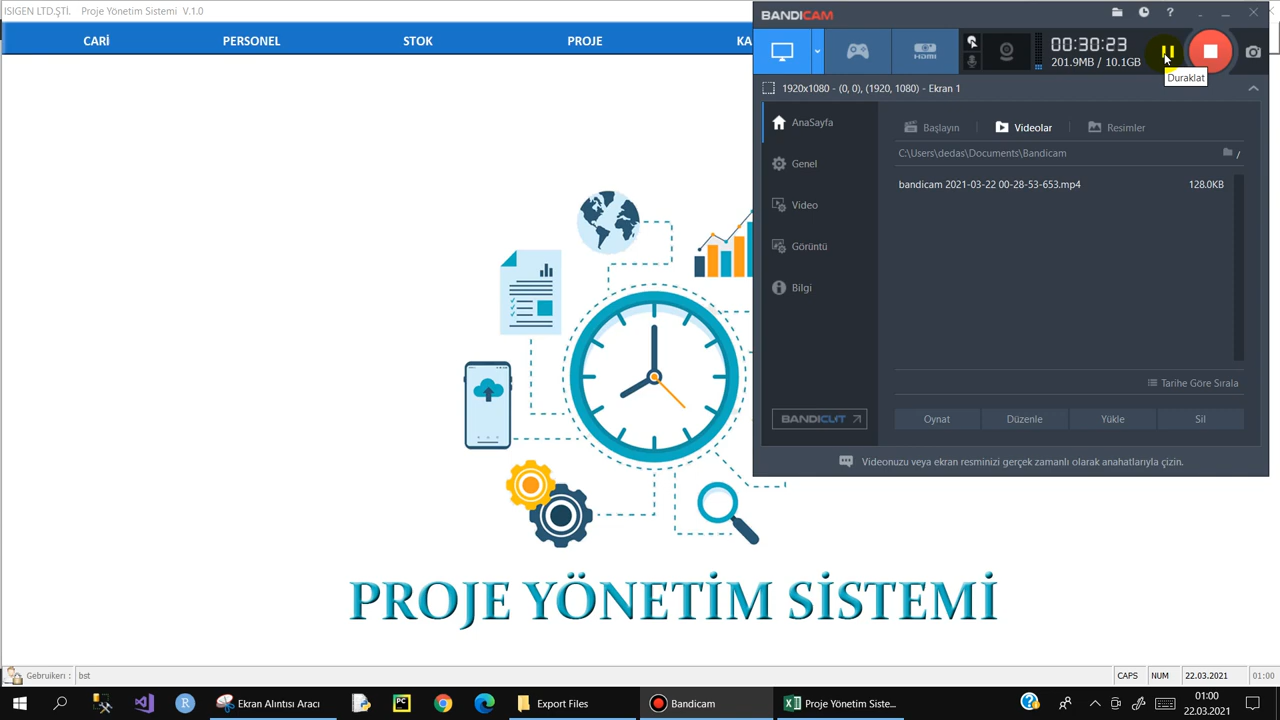 ISIGEN LTD.ŞTİ. Proje Yönetim Sistemi V.1.0
CARİ PERSONEL STOK PROJE KA
BANDICAM
HDMI
00:30:23
201.9MB / 10.1GB
Duraklat
1920x1080 - (0, 0), (1920, 1080) - Ekran 1
AnaSayfa
Genel
Video
Görüntü
Bilgi
BANDICUT
Başlayın Videolar Resimler
C:\Users\dedas\Documents\Bandicam
bandicam 2021-03-22 00-28-53-653.mp4 128.0KB
Tarihe Göre Sırala
Oynat Düzenle Yükle Sil
Videonuzu veya ekran resminizi gerçek zamanlı olarak anahatlarıyla çizin.
PROJE YÖNETİM SİSTEMİ
Gebruikerı : bst CAPS NUM 22.03.2021 01:00
Ekran Alıntısı Aracı Export Files Bandicam Proje Yönetim Siste...
01:00
22.03.2021